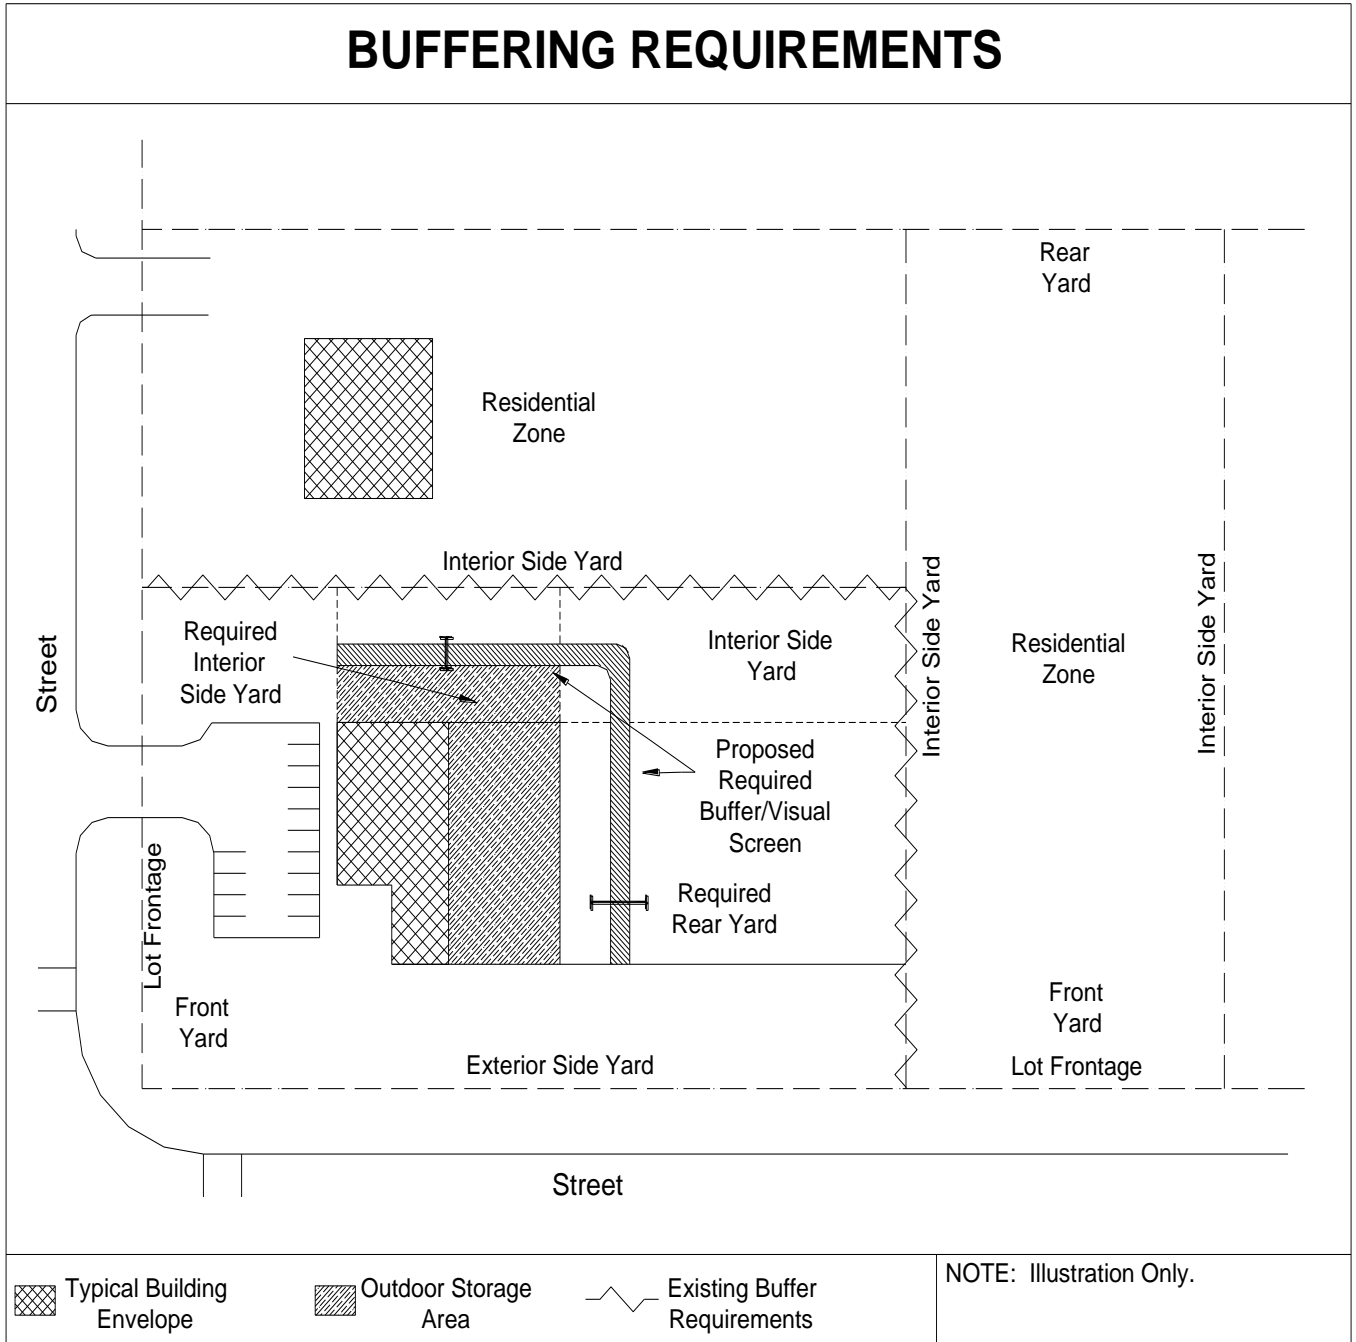 BUFFERING REQUIREMENTS
Rear
Yard
Residential
Zone
Interior Side Yard
Required
Interior
Side Yard
Interior Side
Yard
Interior Side Yard
Residential
Zone
Interior Side Yard
Street
Proposed
Required
Buffer/Visual
Screen
Required
Rear Yard
Lot Frontage
Front
Yard
Front
Yard
Exterior Side Yard
Lot Frontage
Street
Typical Building
Envelope
Outdoor Storage
Area
Existing Buffer
Requirements
NOTE: Illustration Only.